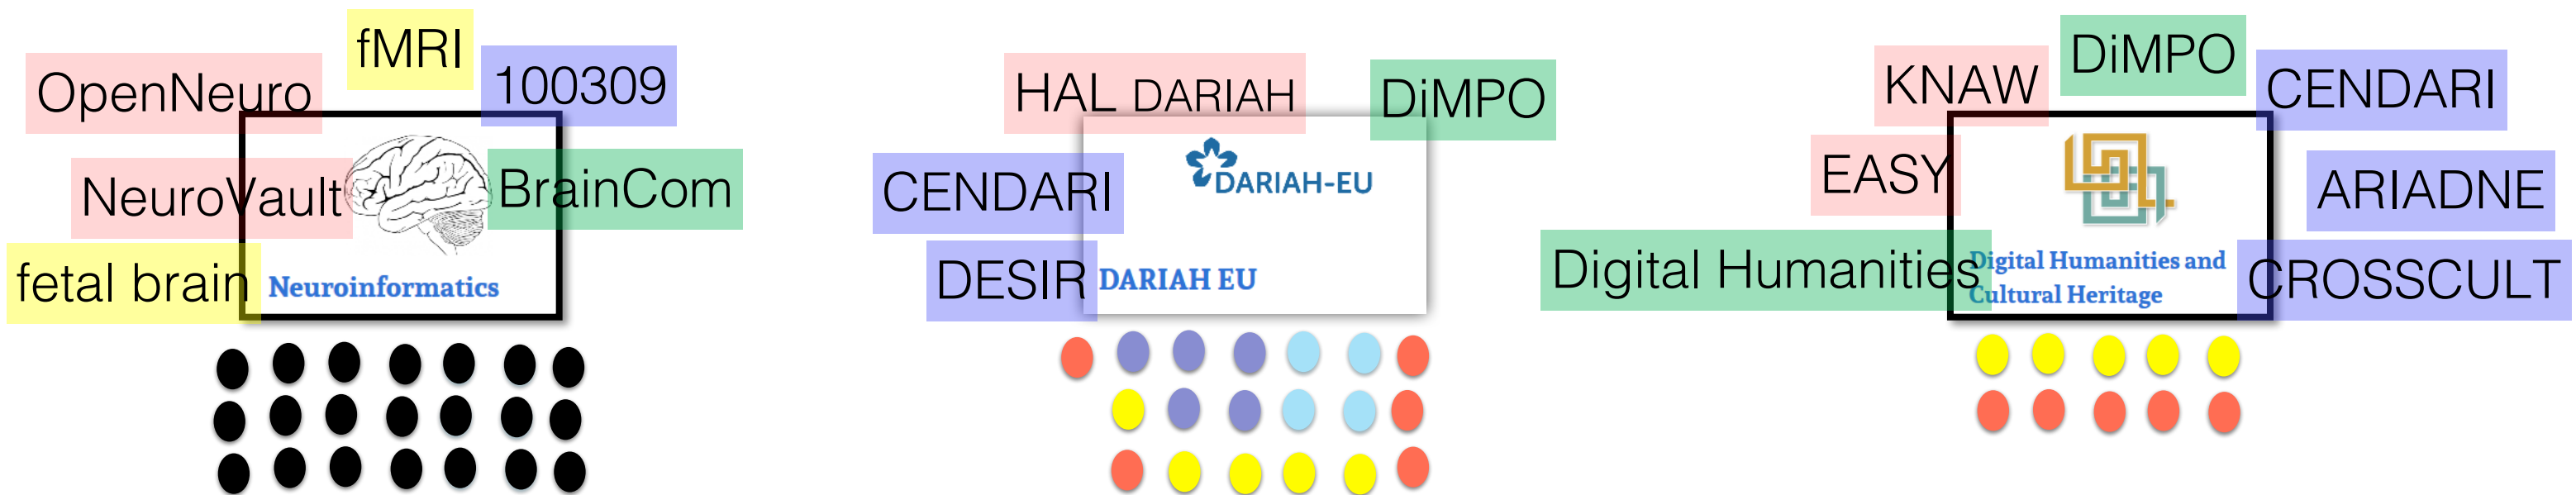 fMRI
OpenNeuro
100309
NeuroVault
BrainCom
fetal brain
Neuroinformatics
HAL DARIAH
DiMPO
CENDARI
DARIAH-EU
DESIR
DARIAH EU
DiMPO
KNAW
CENDARI
EASY
ARIADNE
Digital Humanities
Digital Humanities and
Cultural Heritage
CROSSCULT